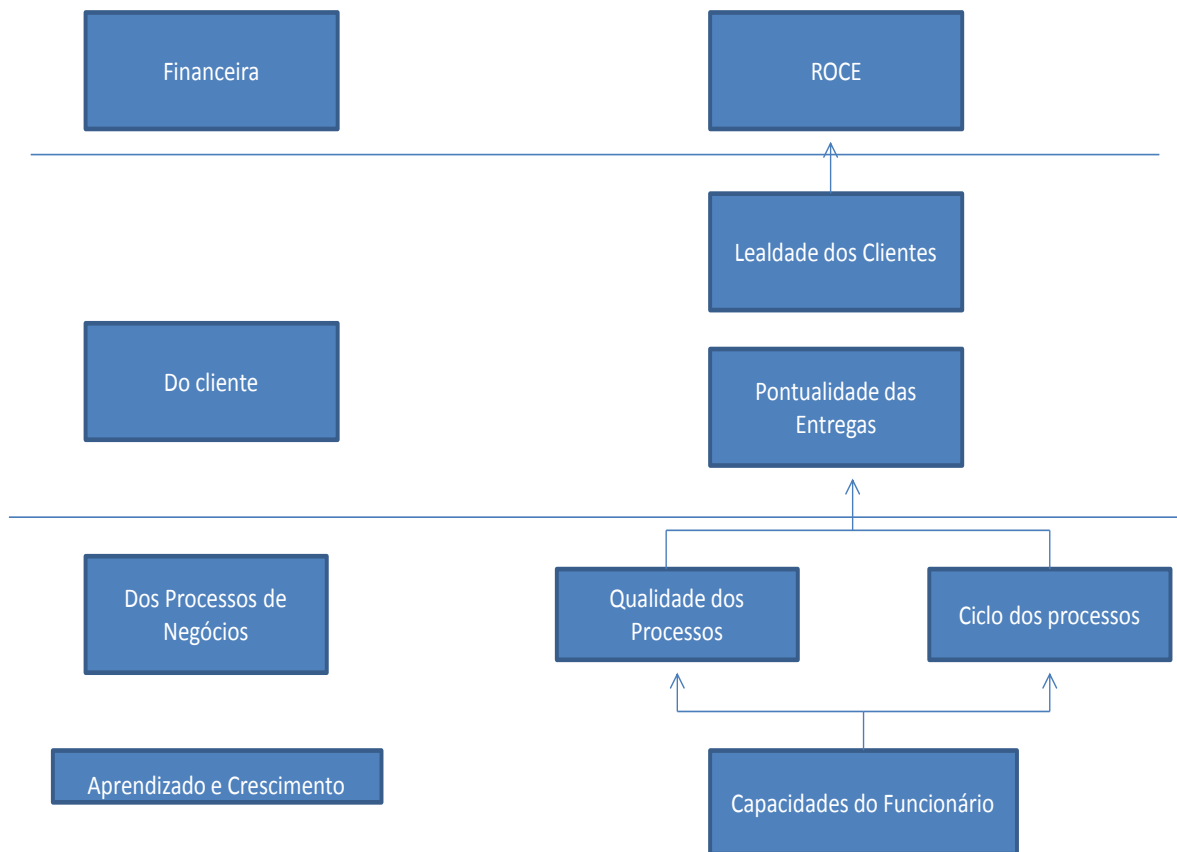 Financeira
ROCE
Lealdade dos Clientes
Do cliente
Pontualidade das
Entregas
Dos Processos de
Negócios
Qualidade dos
Processos
Ciclo dos processos
Aprendizado e Crescimento
Capacidades do Funcionário